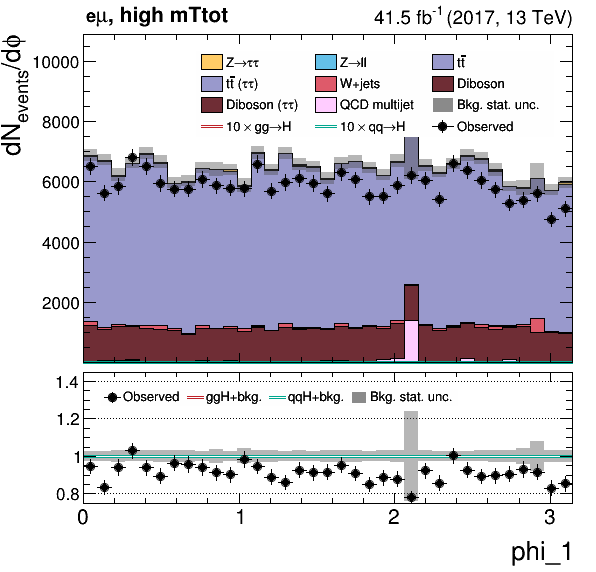 eμ, high mTtot 41.5 fb⁻¹ (2017, 13 TeV)
dN_events/dϕ
Z→ττ Z→ll tt̄
tt̄ (ττ) W+jets Diboson
Diboson (ττ) QCD multijet Bkg. stat. unc.
10 × gg→H 10 × qq→H Observed
10000
8000
6000
4000
2000
Observed ggH+bkg. qqH+bkg. Bkg. stat. unc.
1.4
1.2
1
0.8
0 1 2 3
phi_1